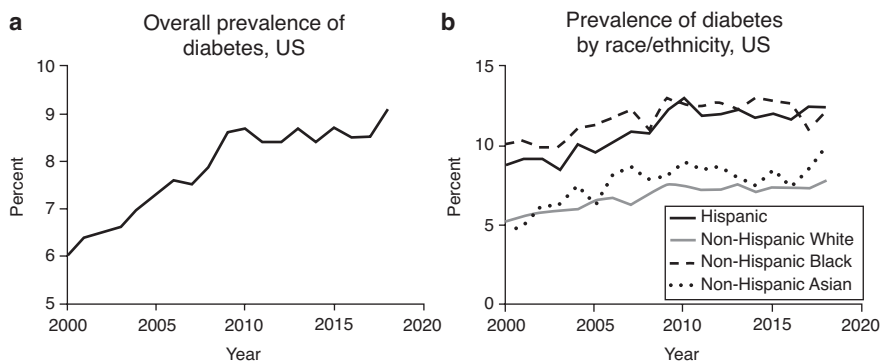 a
Overall prevalence of
diabetes, US
10
9
8
7
6
5
Percent
2000
2005
2010
2015
2020
Year
b
Prevalence of diabetes
by race/ethnicity, US
15
10
5
0
Percent
Hispanic
Non-Hispanic White
Non-Hispanic Black
Non-Hispanic Asian
2000
2005
2010
2015
2020
Year